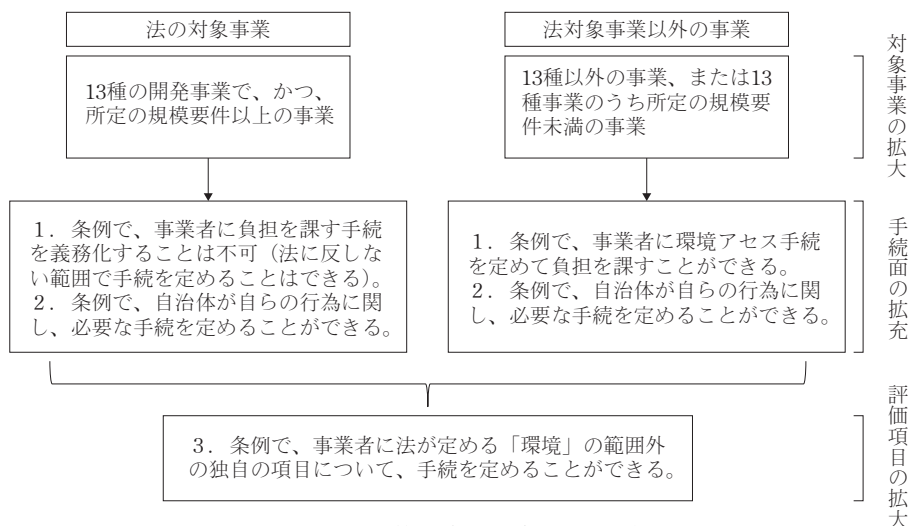 法の対象事業
法対象事業以外の事業
13種の開発事業で、かつ、
所定の規模要件以上の事業
13種以外の事業、または13
種事業のうち所定の規模要
件未満の事業
対象事業の拡大
1．条例で、事業者に負担を課す手続
を義務化することは不可（法に反しな
い範囲で手続を定めることはできる）。
2．条例で、自治体が自らの行為に関
し、必要な手続を定めることができる。
1．条例で、事業者に環境アセス手続
を定めて負担を課すことができる。
2．条例で、自治体が自らの行為に関
し、必要な手続を定めることができる。
手続面の拡充
3．条例で、事業者に法が定める「環境」の範囲外
の独自の項目について、手続を定めることができる。
評価項目の拡大